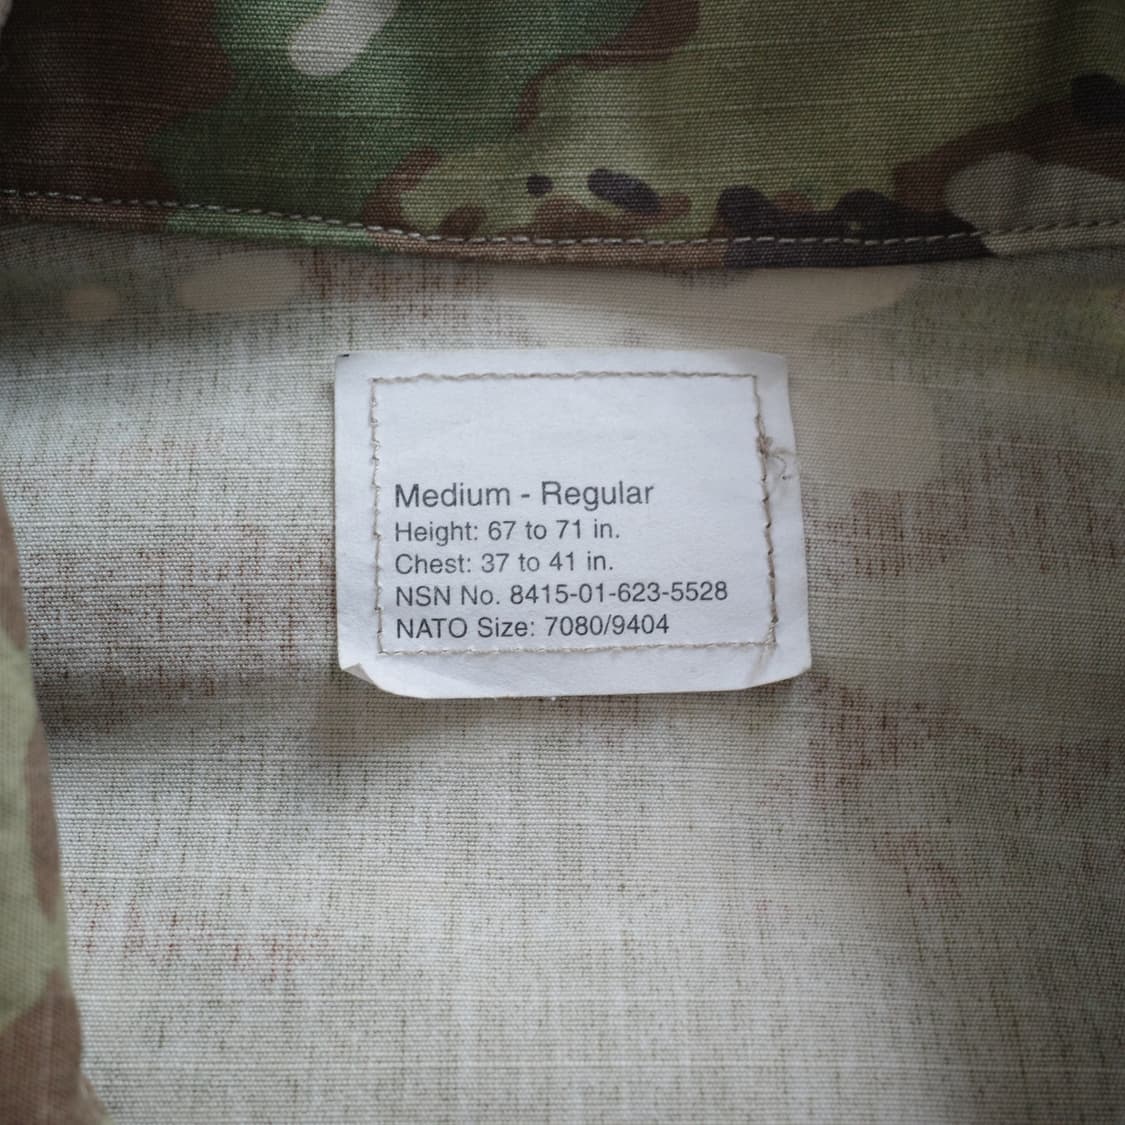 Medium - Regular
Height: 67 to 71 in.
Chest: 37 to 41 in.
NSN No. 8415-01-623-5528
NATO Size: 7080/9404